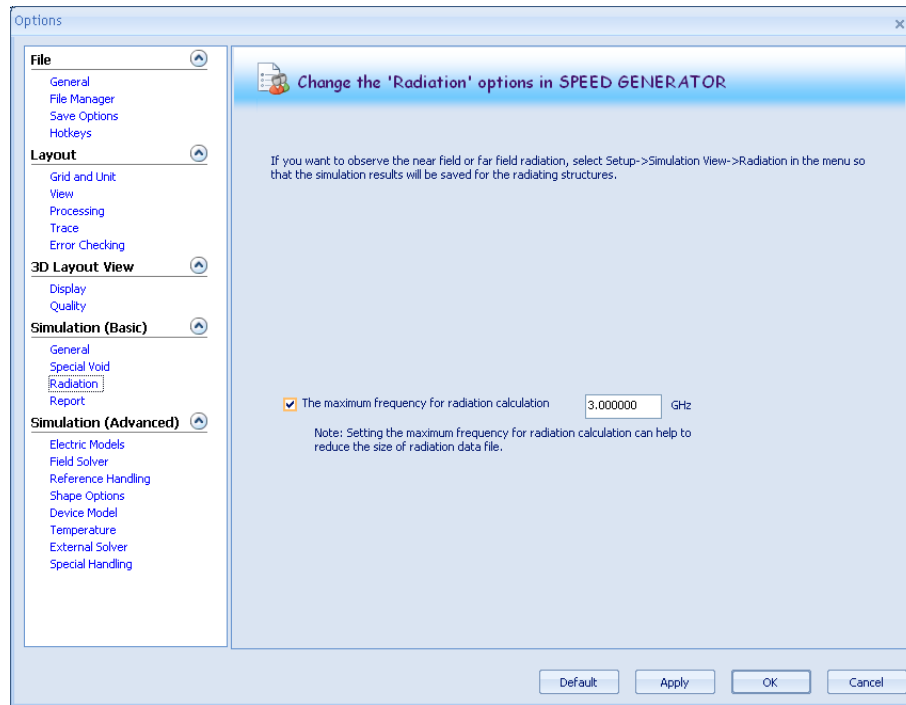 Options
File
General
File Manager
Save Options
Hotkeys
Layout
Grid and Unit
View
Processing
Trace
Error Checking
3D Layout View
Display
Quality
Simulation (Basic)
General
Special Void
Radiation
Report
Simulation (Advanced)
Electric Models
Field Solver
Reference Handling
Shape Options
Device Model
Temperature
External Solver
Special Handling
Change the 'Radiation' options in SPEED GENERATOR
If you want to observe the near field or far field radiation, select Setup->Simulation View->Radiation in the menu so
that the simulation results will be saved for the radiating structures.
The maximum frequency for radiation calculation 3.000000 GHz
Note: Setting the maximum frequency for radiation calculation can help to
reduce the size of radiation data file.
Default Apply OK Cancel